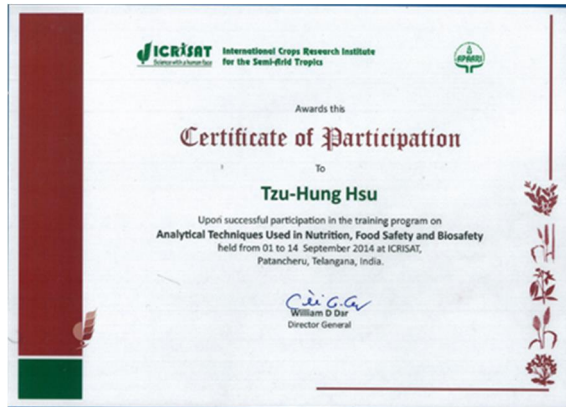 ICRISAT
Science with a human face
International Crops Research Institute
for the Semi-Arid Tropics
APAARI
Awards this
Certificate of Participation
To
Tzu-Hung Hsu
Upon successful participation in the training program on
Analytical Techniques Used in Nutrition, Food Safety and Biosafety
held from 01 to 14 September 2014 at ICRISAT,
Patancheru, Telangana, India.
William D Dar
Director General